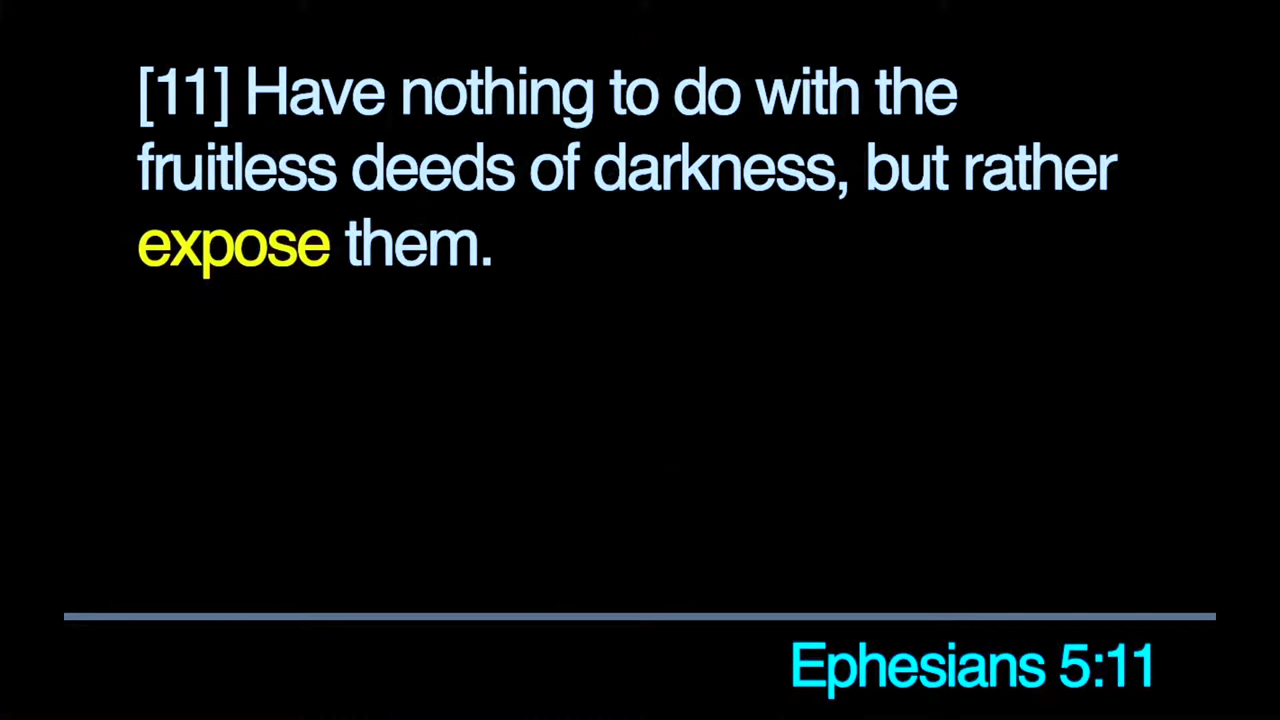 [11] Have nothing to do with the
fruitless deeds of darkness, but rather
expose them.
Ephesians 5:11